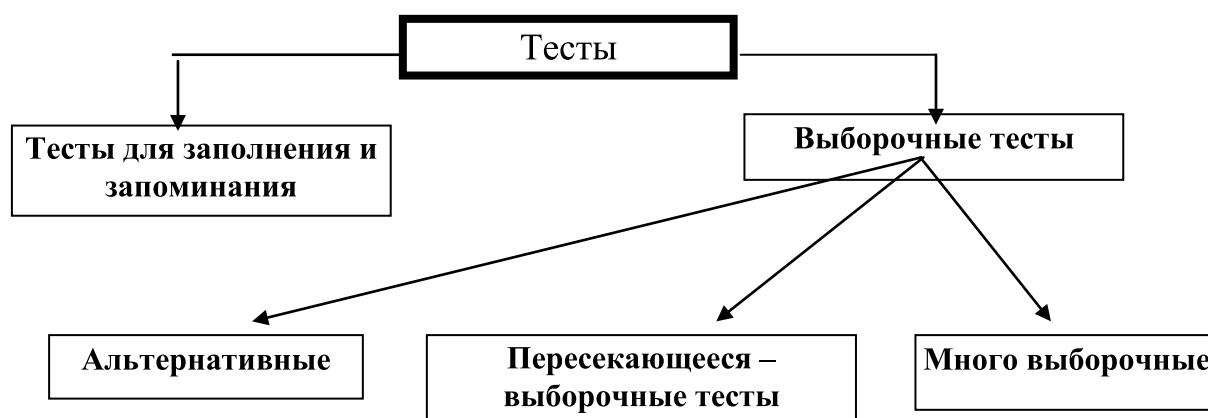 Тесты
Тесты для заполнения и
запоминания
Выборочные тесты
Альтернативные
Пересекающееся –
выборочные тесты
Много выборочные